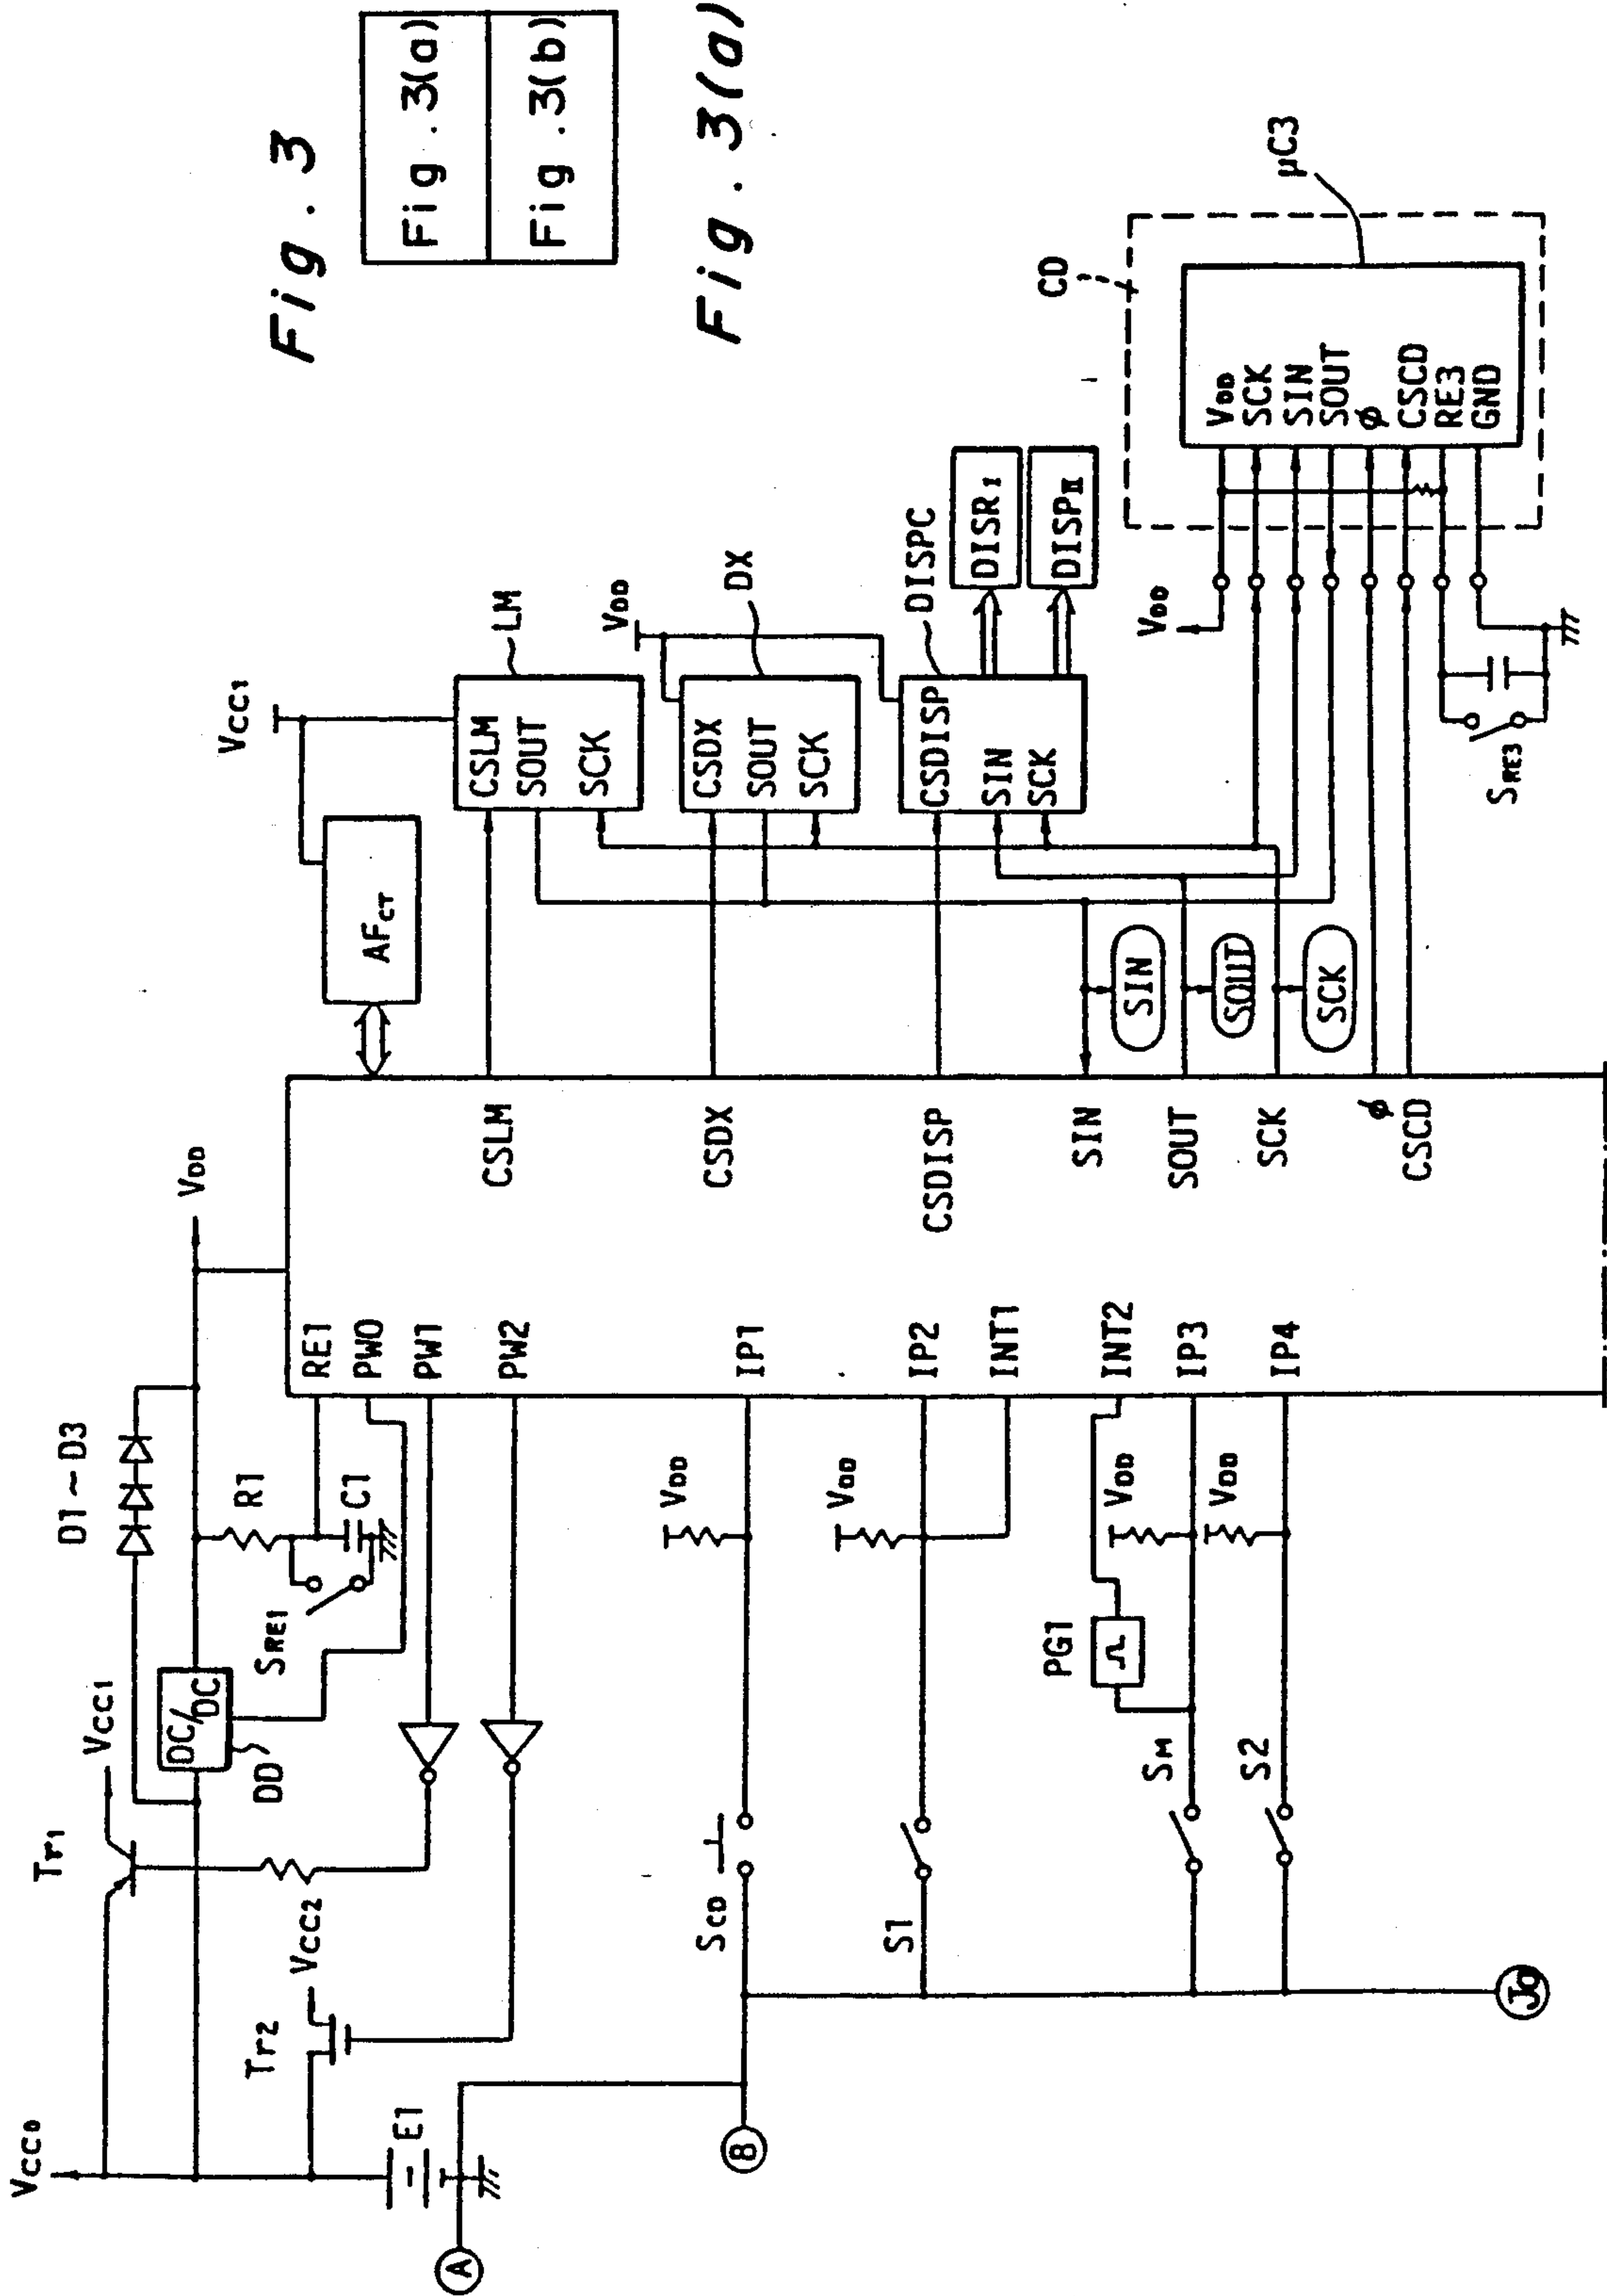 Fig. 3
Fig. 3(a)
Fig. 3(b)
Fig. 3(a)
VCC0
Tr1
VCC1
D1~D3
VDD
DC/DC
DD
R1
SRE1
C1
Tr2
VCC2
E1
A
B
RE1
PW0
PW1
PW2
IP1
IP2
INT1
INT2
IP3
IP4
CSLM
CSDX
CSDISP
SIN
SOUT
SCK
φ
CSCD
SCD
VDD
S1
VDD
PG1
VDD
SM
VDD
S2
AFCT
VCC1
LM
CSLM
SOUT
SCK
VDD
DX
CSDX
SOUT
SCK
DISPC
CSDISP
SIN
SCK
DISRI
DISPII
SIN
SOUT
SCK
VDD
SRE3
CD
μC3
VDD
SCK
SIN
SOUT
φ
CSCD
RE3
GND